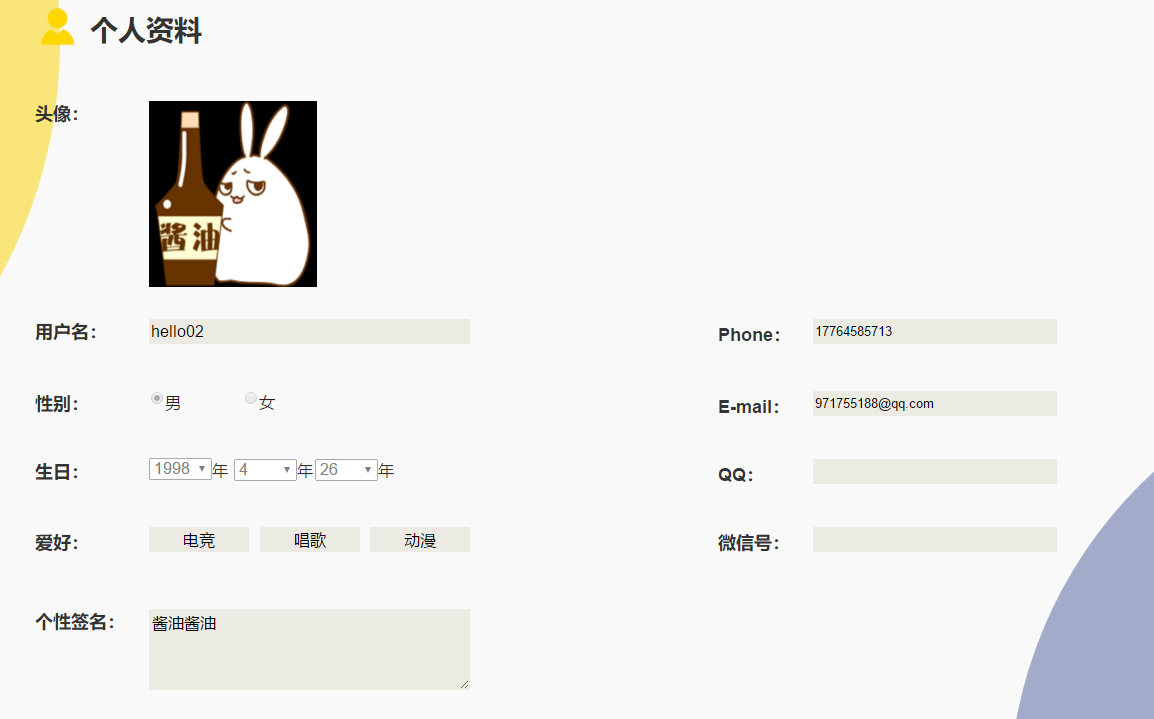 个人资料
头像：
酱油
用户名： hello02 Phone： 17764585713
性别： 男 女 E-mail： 971755188@qq.com
生日： 1998 年 4 年 26 年 QQ：
爱好： 电竞 唱歌 动漫 微信号：
个性签名： 酱油酱油